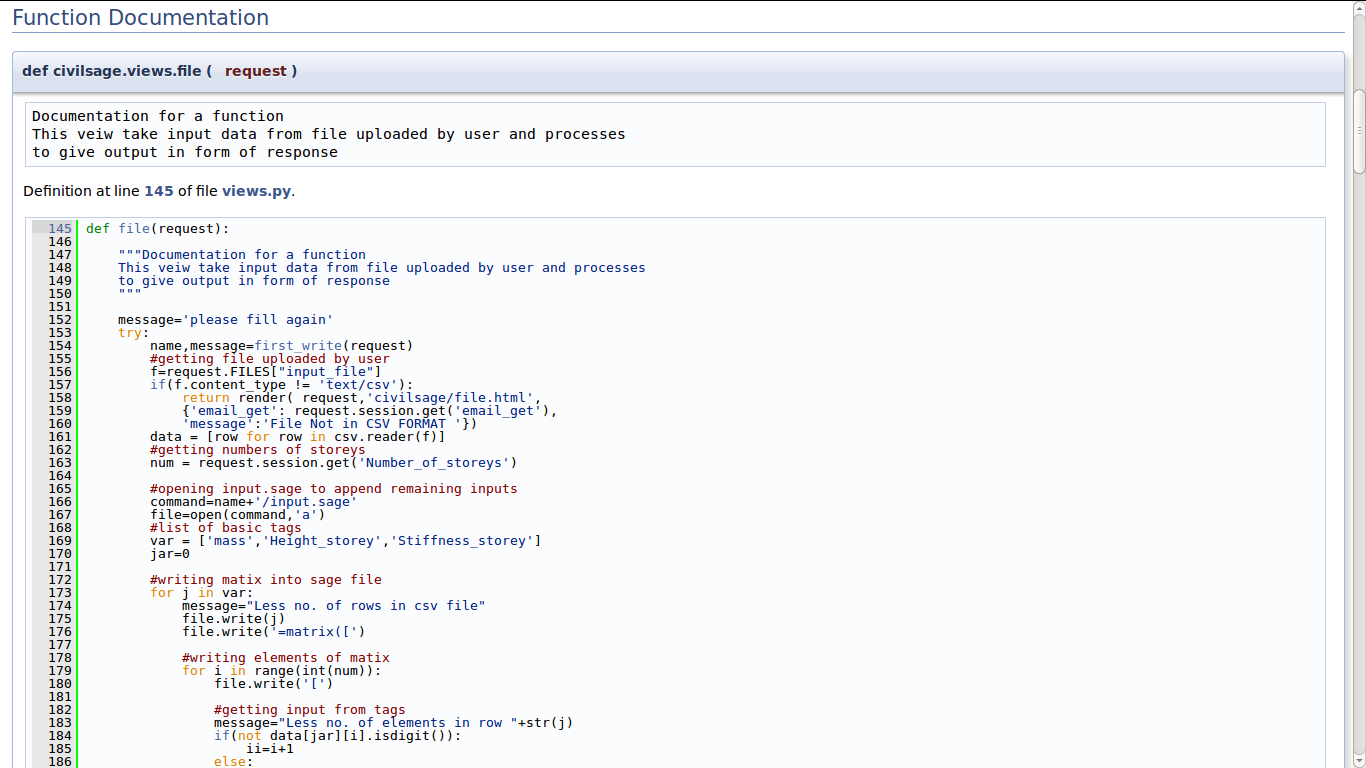 Function Documentation
def civilsage.views.file ( request )
Documentation for a function
This veiw take input data from file uploaded by user and processes
to give output in form of response
Definition at line 145 of file views.py.
145 def file(request):
146
147     """Documentation for a function
148     This veiw take input data from file uploaded by user and processes
149     to give output in form of response
150     """
151
152     message='please fill again'
153     try:
154         name,message=first_write(request)
155         #getting file uploaded by user
156         f=request.FILES["input_file"]
157         if(f.content_type != 'text/csv'):
158             return render( request,'civilsage/file.html',
159             {'email_get': request.session.get('email_get'),
160             'message':'File Not in CSV FORMAT '})
161         data = [row for row in csv.reader(f)]
162         #getting numbers of storeys
163         num = request.session.get('Number_of_storeys')
164
165         #opening input.sage to append remaining inputs
166         command=name+'/input.sage'
167         file=open(command,'a')
168         #list of basic tags
169         var = ['mass','Height_storey','Stiffness_storey']
170         jar=0
171
172         #writing matix into sage file
173         for j in var:
174             message="Less no. of rows in csv file"
175             file.write(j)
176             file.write('=matrix([')
177
178             #writing elements of matix
179             for i in range(int(num)):
180                 file.write('[')
181
182                 #getting input from tags
183                 message="Less no. of elements in row "+str(j)
184                 if(not data[jar][i].isdigit()):
185                     ii=i+1
186                 else: